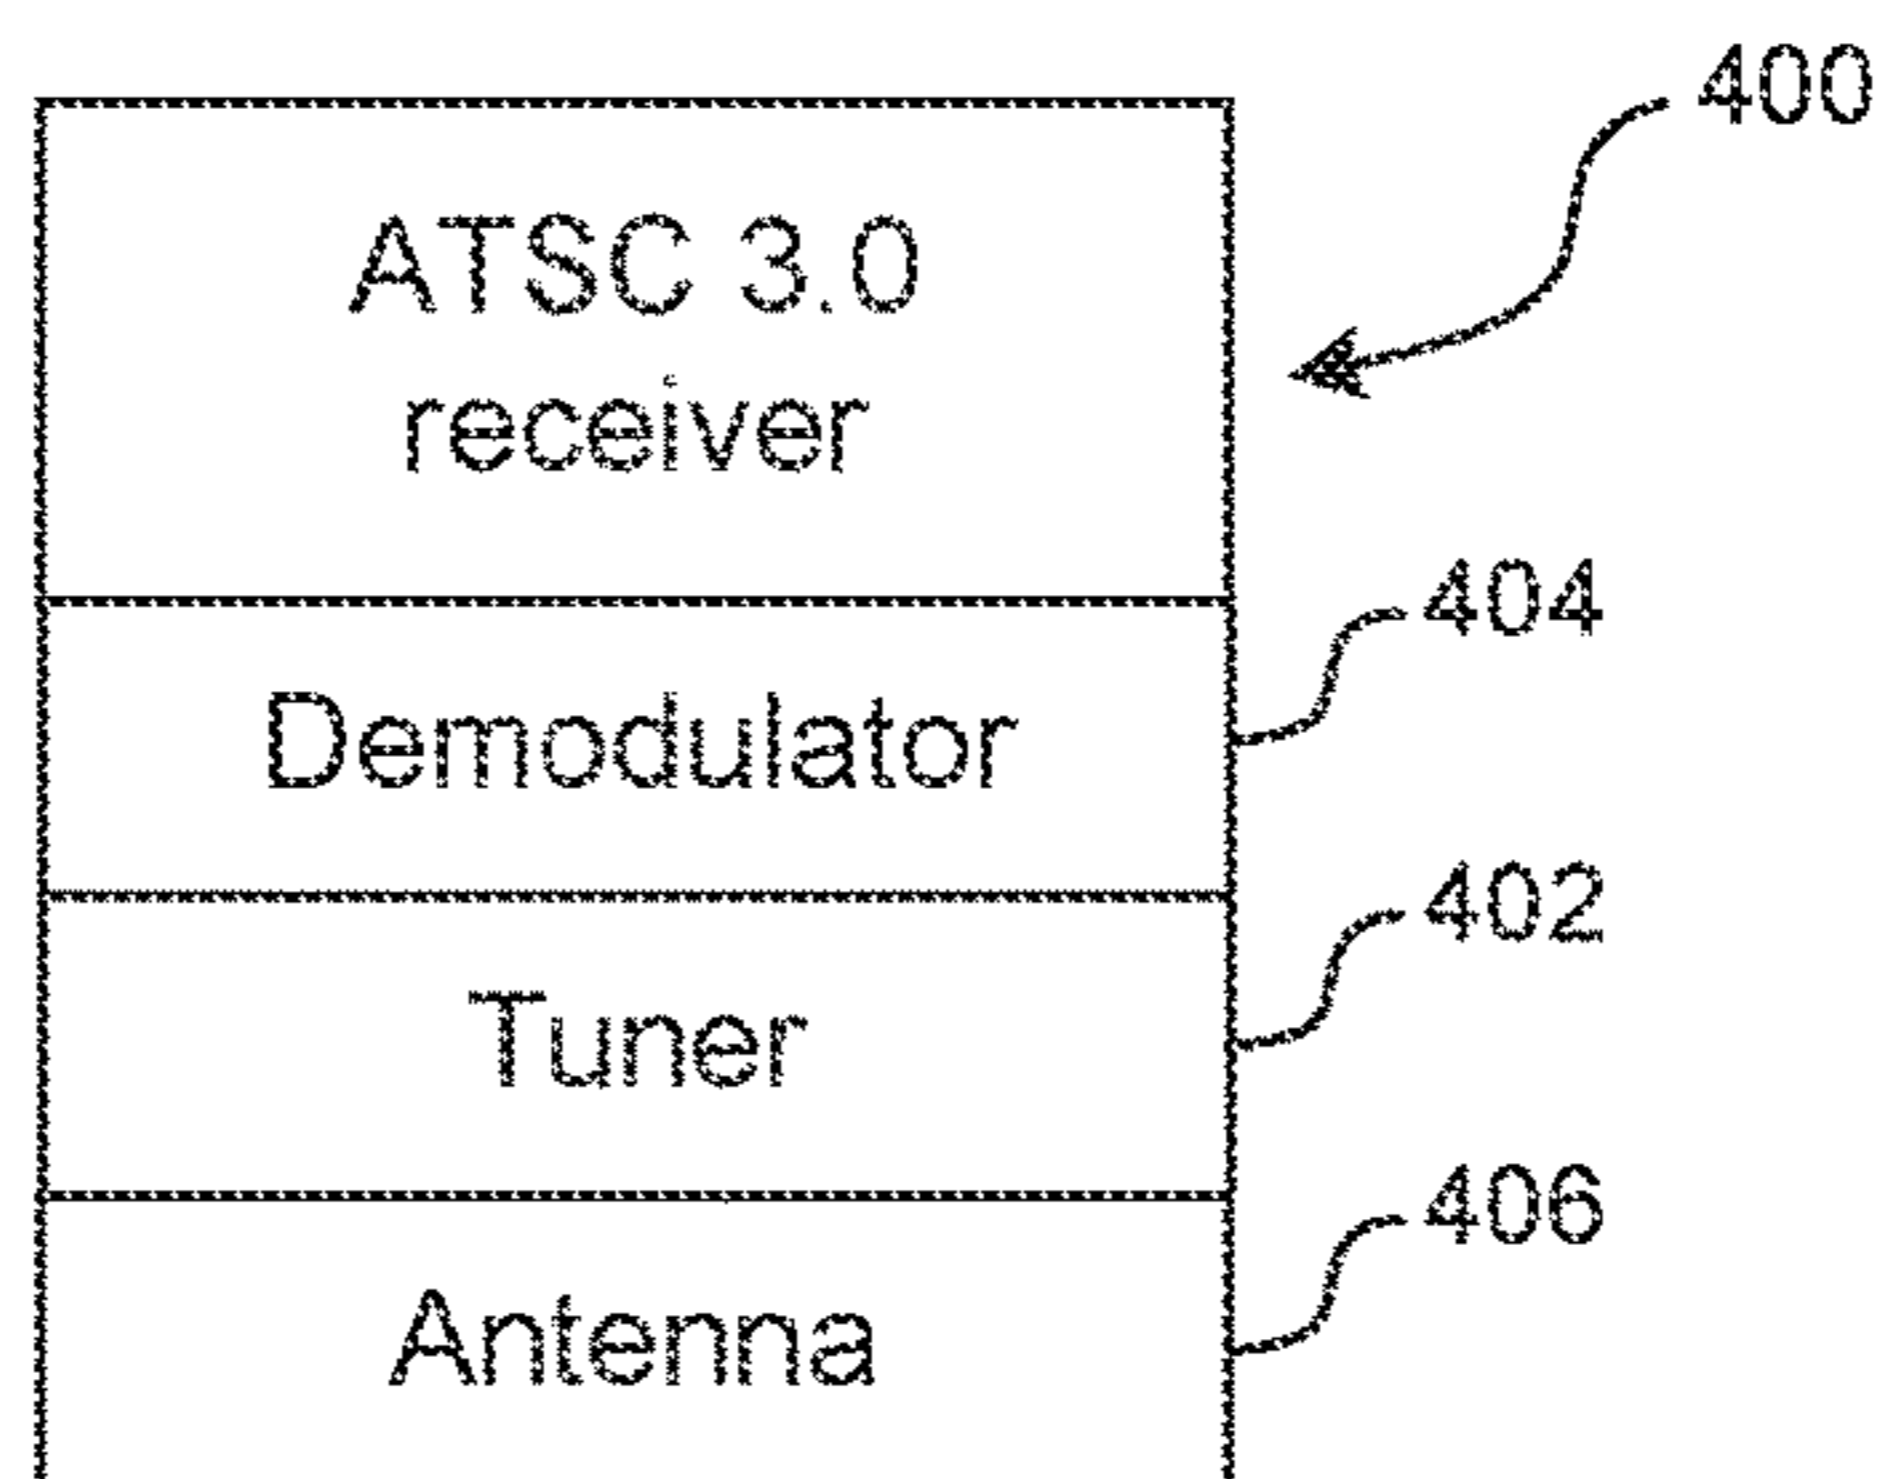 400
ATSC 3.0
receiver
404
Demodulator
402
Tuner
406
Antenna